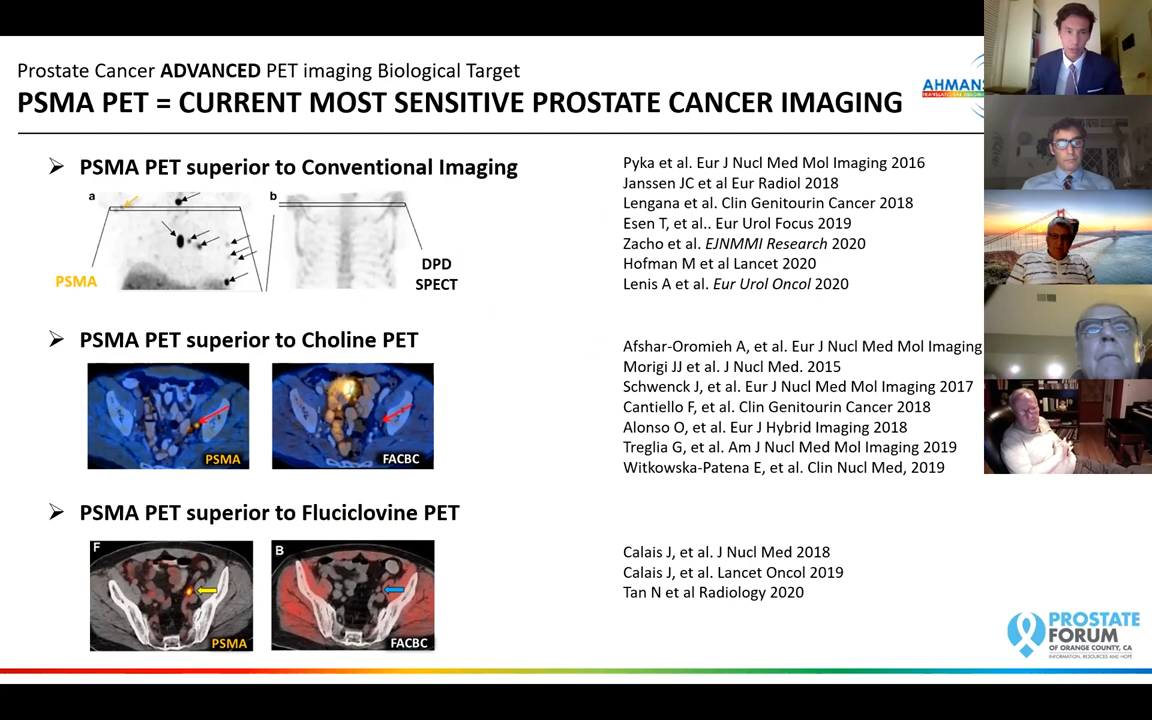 Prostate Cancer ADVANCED PET imaging Biological Target
PSMA PET = CURRENT MOST SENSITIVE PROSTATE CANCER IMAGING
AHMANS
➢ PSMA PET superior to Conventional Imaging
a
b
PSMA
DPD
SPECT
Pyka et al. Eur J Nucl Med Mol Imaging 2016
Janssen JC et al Eur Radiol 2018
Lengana et al. Clin Genitourin Cancer 2018
Esen T, et al.. Eur Urol Focus 2019
Zacho et al. EJNMMI Research 2020
Hofman M et al Lancet 2020
Lenis A et al. Eur Urol Oncol 2020
➢ PSMA PET superior to Choline PET
PSMA
FACBC
Afshar-Oromieh A, et al. Eur J Nucl Med Mol Imaging
Morigi JJ et al. J Nucl Med. 2015
Schwenck J, et al. Eur J Nucl Med Mol Imaging 2017
Cantiello F, et al. Clin Genitourin Cancer 2018
Alonso O, et al. Eur J Hybrid Imaging 2018
Treglia G, et al. Am J Nucl Med Mol Imaging 2019
Witkowska-Patena E, et al. Clin Nucl Med, 2019
➢ PSMA PET superior to Fluciclovine PET
F
PSMA
B
FACBC
Calais J, et al. J Nucl Med 2018
Calais J, et al. Lancet Oncol 2019
Tan N et al Radiology 2020
PROSTATE
FORUM
OF ORANGE COUNTY, CA
INFORMATION, RESOURCES AND HOPE